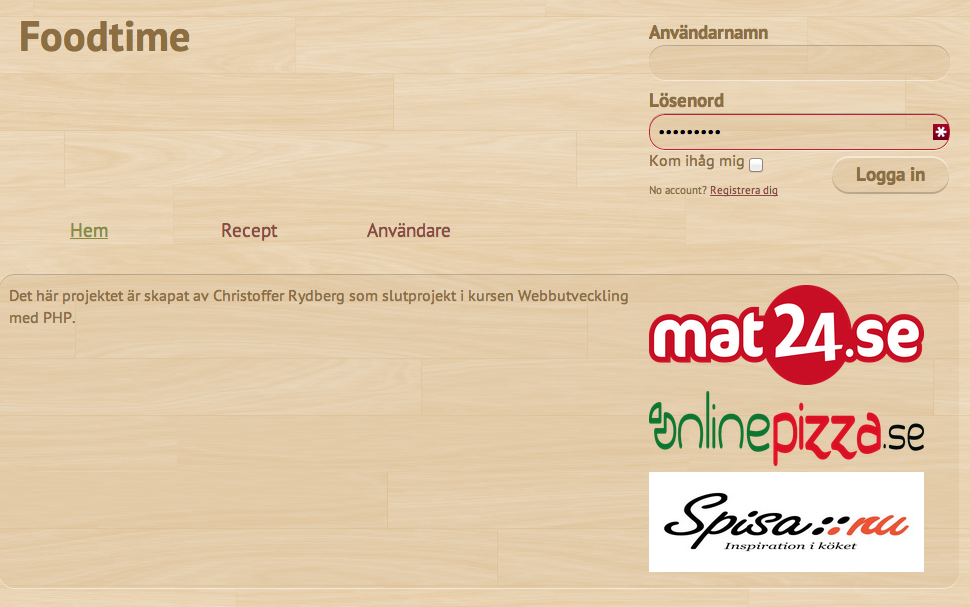 Foodtime
Användarnamn
Lösenord
•••••••••
Kom ihåg mig
Logga in
No account? Registrera dig
Hem
Recept
Användare
Det här projektet är skapat av Christoffer Rydberg som slutprojekt i kursen Webbutveckling
med PHP.
mat24.se
onlinepizza.se
Spisa::nu
Inspiration i köket